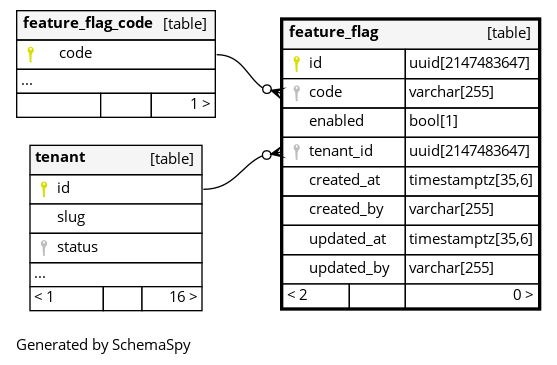 feature_flag_code [table]
code
...
1 >
tenant [table]
id
slug
status
...
< 1 16 >
feature_flag [table]
id uuid[2147483647]
code varchar[255]
enabled bool[1]
tenant_id uuid[2147483647]
created_at timestamptz[35,6]
created_by varchar[255]
updated_at timestamptz[35,6]
updated_by varchar[255]
< 2 0 >
Generated by SchemaSpy